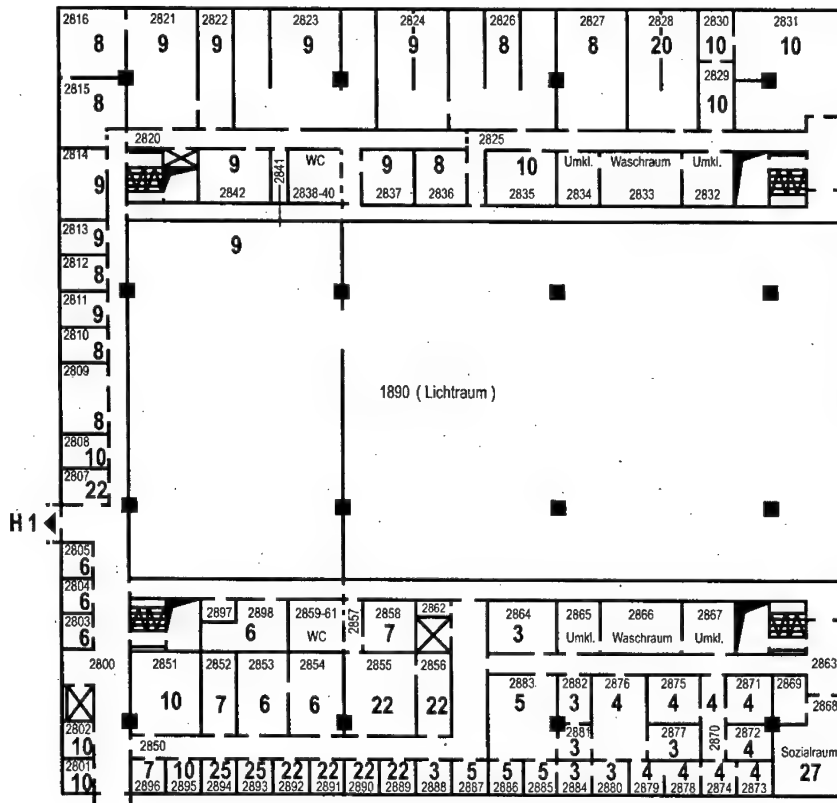 2816 2821 2822 2823 2824 2826 2827 2828 2830 2831
8 9 9 9 9 8 8 20 10 10
2815 2829
8 10
2820 2825
2814 9 2841 WC 9 8 10 Umkl. Waschraum Umkl.
9 2842 2838-40 2837 2836 2835 2834 2833 2832
2813
9 9
2812
8
2811
9
2810
8
2809
1890 ( Lichtraum )
8
2808
10
2807
22
H1
2805
6
2804
6
2803
6
2897 2898 2859-61 2857 2858 2862 2864 2865 2866 2867
6 WC 7 3 Umkl. Waschraum Umkl.
2800 2851 2852 2853 2854 2855 2856 2863
2883 2882 2876 2875 2871 2869
10 7 6 6 22 22 5 3 4 4 4 4 2868
2802 2881 2877 2870 2872
10 2850 3 3 4 Sozialraum
2801 27
10 7 10 25 25 22 22 22 22 3 5 5 5 3 3 4 4 4 4
2896 2895 2894 2893 2892 2891 2890 2889 2888 2887 2886 2885 2884 2880 2879 2878 2874 2873